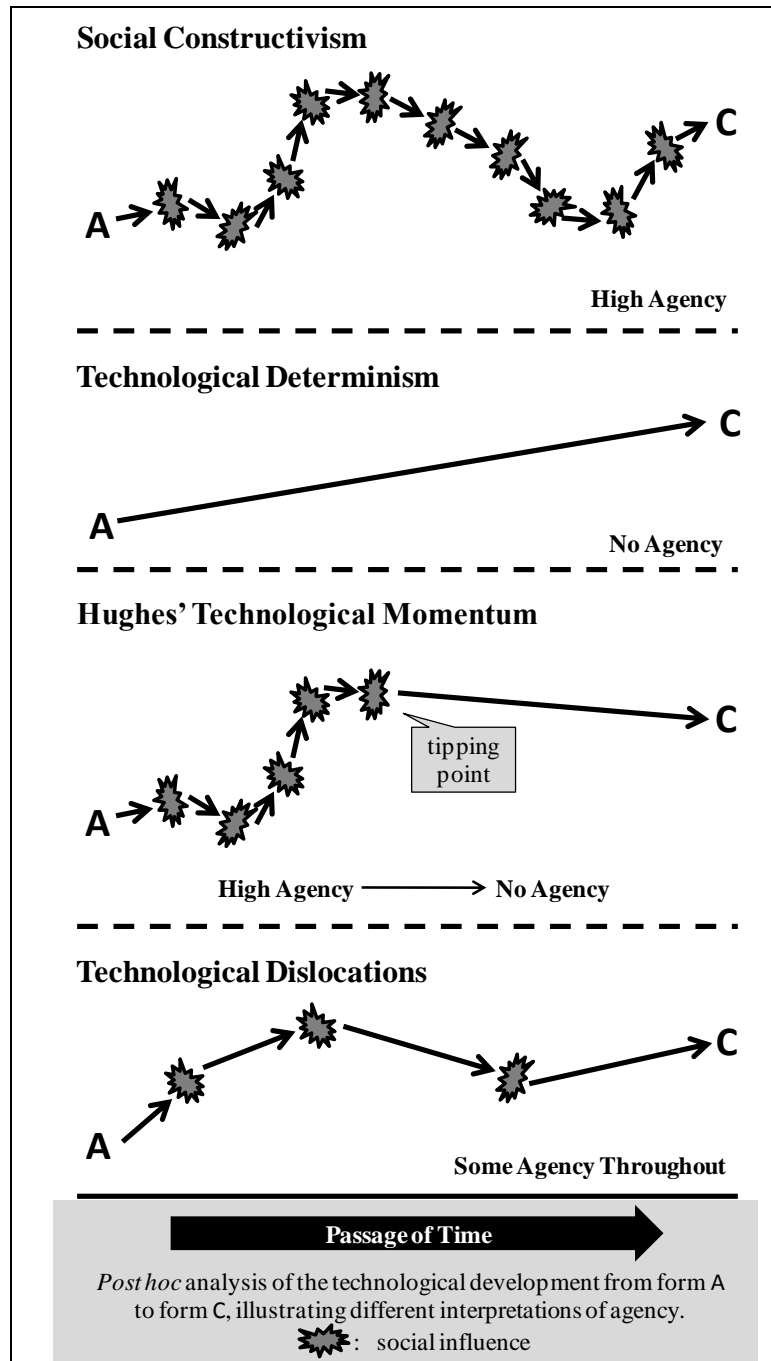 Social Constructivism
C
A
High Agency
Technological Determinism
C
A
No Agency
Hughes' Technological Momentum
C
tipping
point
A
High Agency
No Agency
Technological Dislocations
C
A
Some Agency Throughout
Passage of Time
Post hoc analysis of the technological development from form A
to form C, illustrating different interpretations of agency.
: social influence